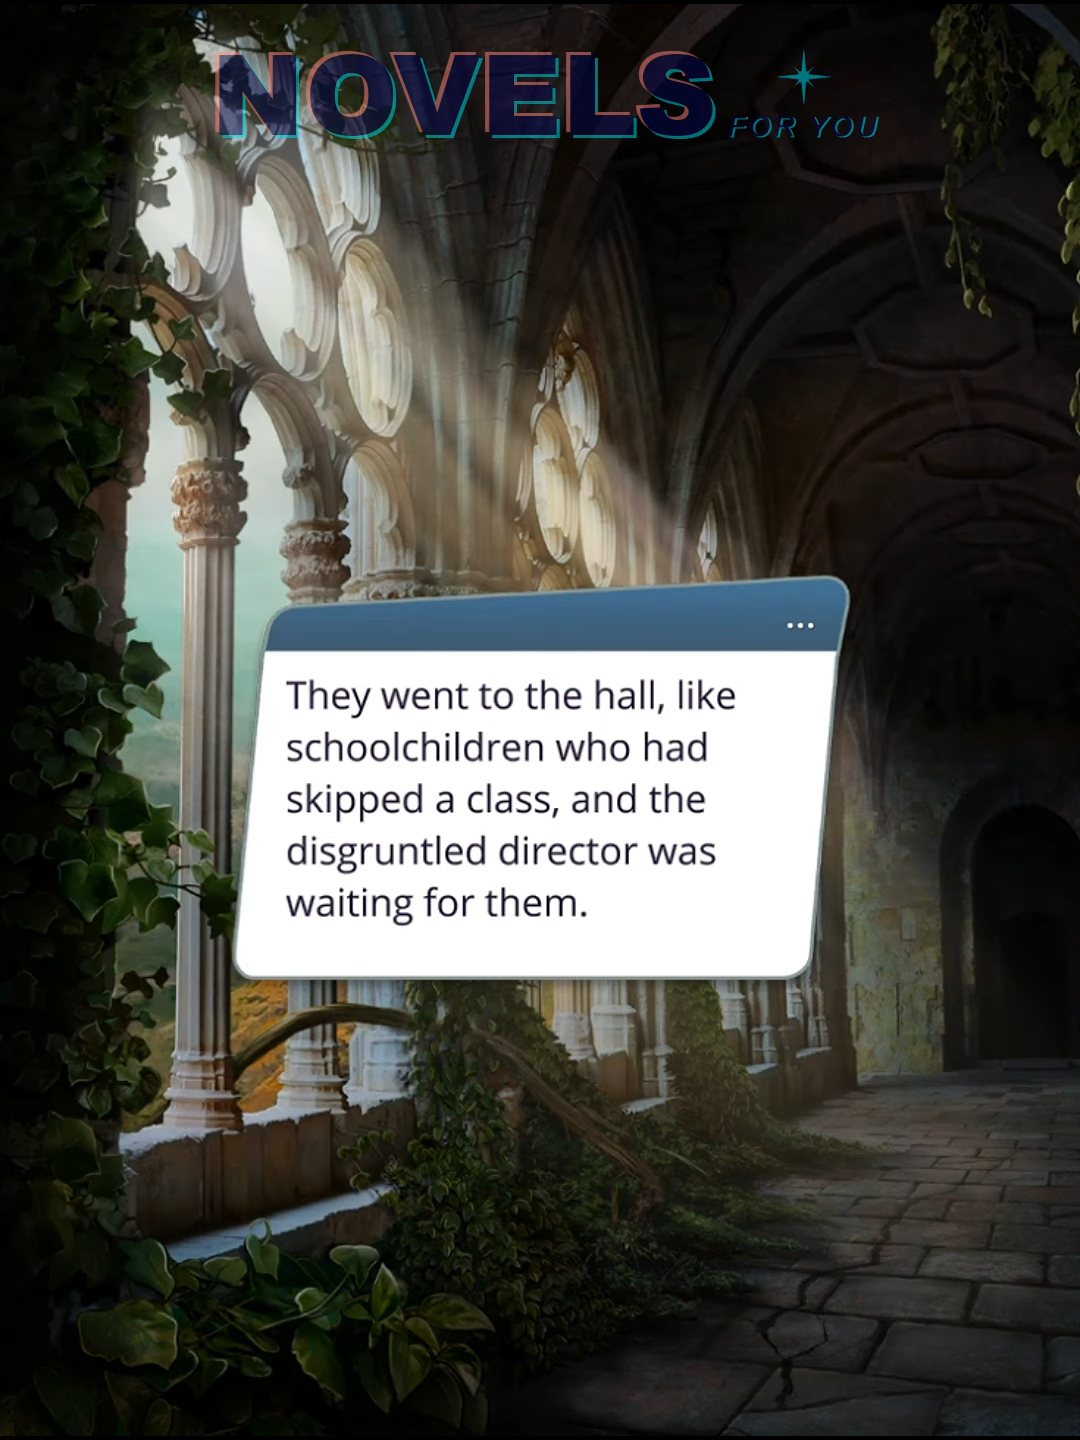 NOVELS FOR YOU
...
They went to the hall, like
schoolchildren who had
skipped a class, and the
disgruntled director was
waiting for them.